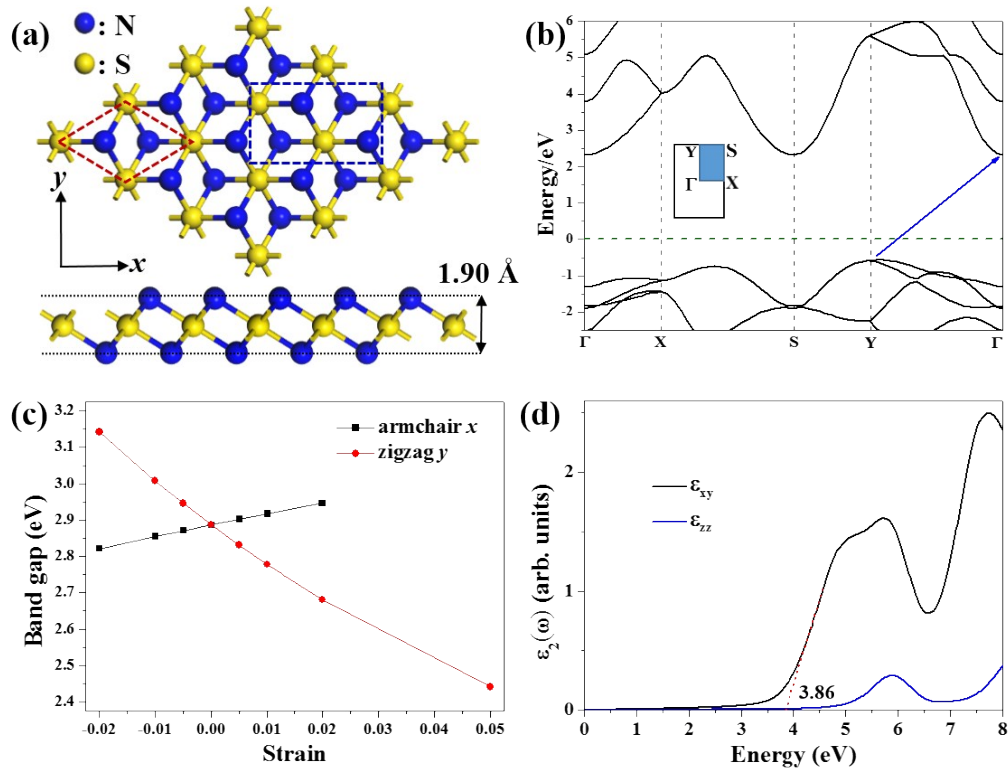 (a)
: N
: S
y
x
1.90 Å
(b)
Energy/eV
6
5
4
3
2
1
0
-1
-2
Y S
Γ X
Γ X S Y Γ
(c)
Band gap (eV)
3.2
3.1
3.0
2.9
2.8
2.7
2.6
2.5
2.4
armchair x
zigzag y
-0.02 -0.01 0.00 0.01 0.02 0.03 0.04 0.05
Strain
(d)
ε2(ω) (arb. units)
2
1
0
εxy
εzz
3.86
0 1 2 3 4 5 6 7 8
Energy (eV)